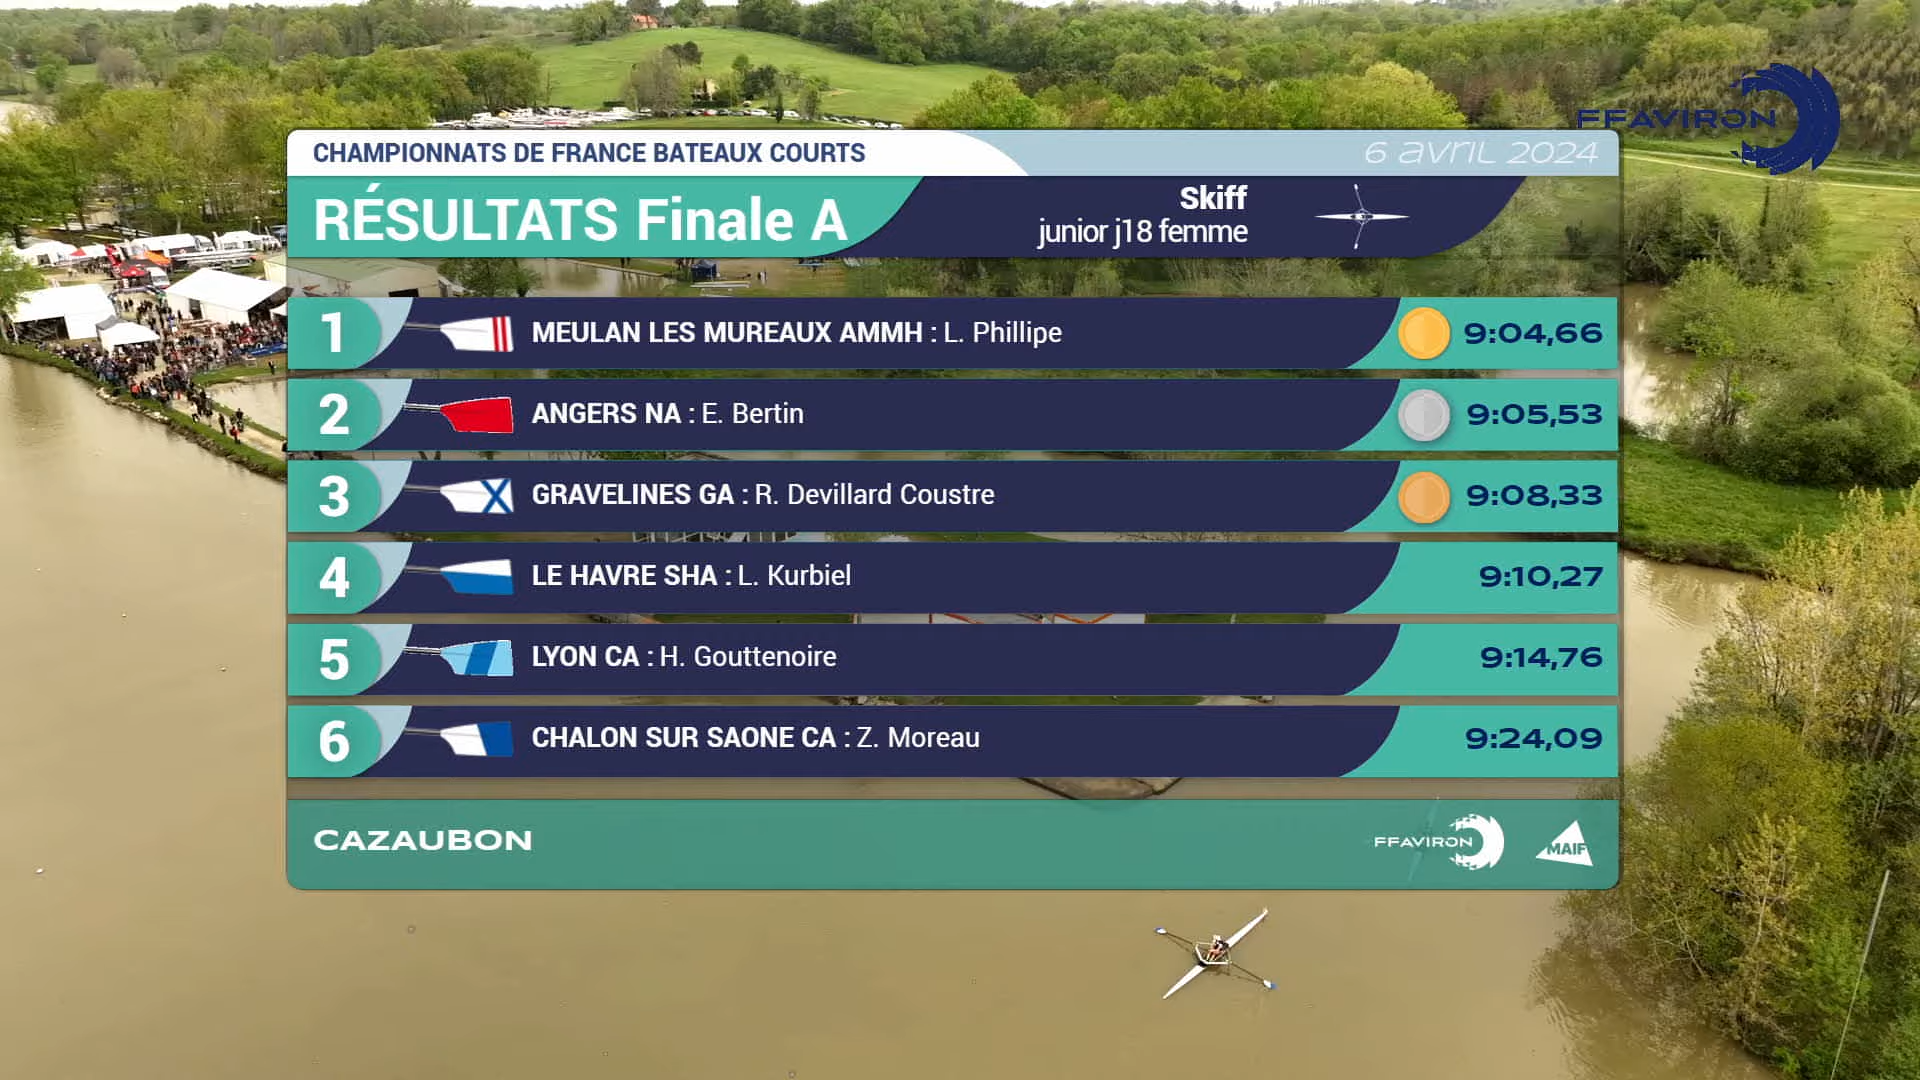 FFAVIRON
CHAMPIONNATS DE FRANCE BATEAUX COURTS
6 avril 2024
RÉSULTATS Finale A
Skiff
junior j18 femme
1 MEULAN LES MUREAUX AMMH : L. Phillipe 9:04,66
2 ANGERS NA : E. Bertin 9:05,53
3 GRAVELINES GA : R. Devillard Coustre 9:08,33
4 LE HAVRE SHA : L. Kurbiel 9:10,27
5 LYON CA : H. Gouttenoire 9:14,76
6 CHALON SUR SAONE CA : Z. Moreau 9:24,09
CAZAUBON
FFAVIRON
MAIF